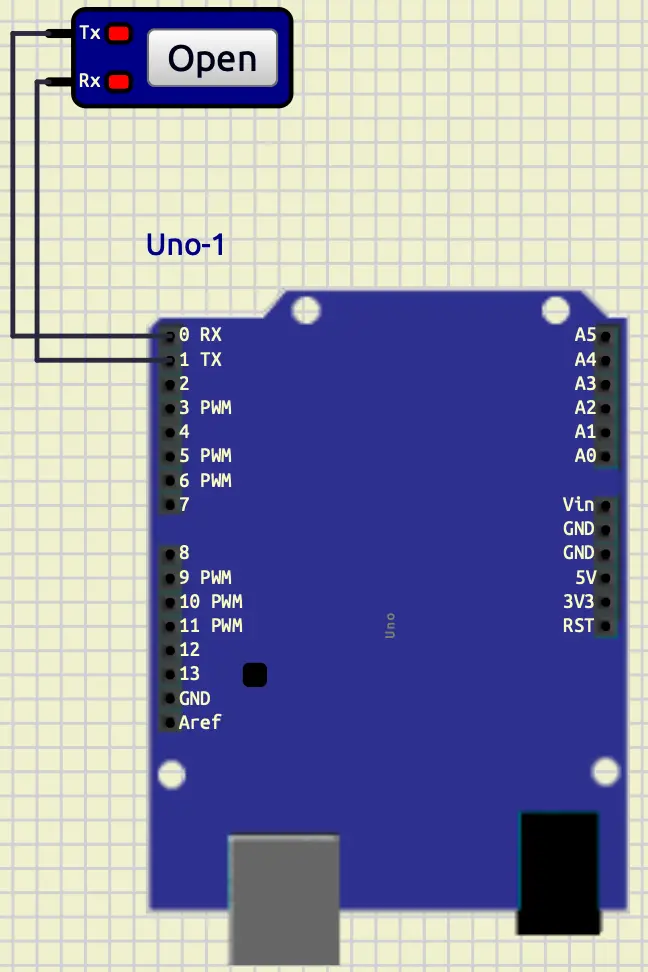 Tx
Open
Rx
Uno-1
0 RX
A5
1 TX
A4
2
A3
3 PWM
A2
4
A1
5 PWM
A0
6 PWM
7
Vin
GND
8
GND
9 PWM
5V
10 PWM
3V3
11 PWM
RST
Uno
12
13
GND
Aref